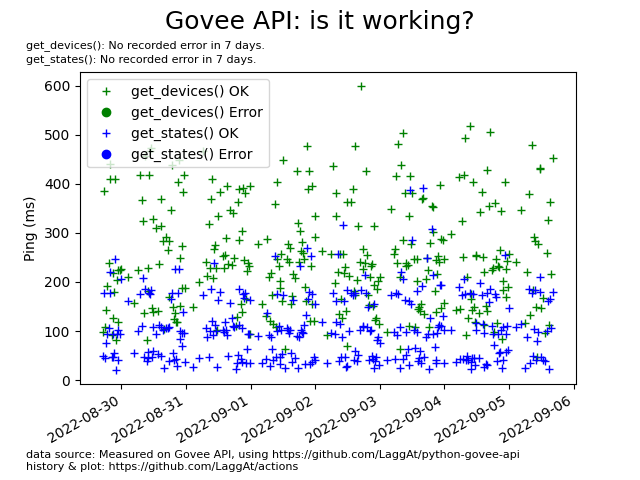 Govee API: is it working?
get_devices(): No recorded error in 7 days.
get_states(): No recorded error in 7 days.
get_devices() OK
get_devices() Error
get_states() OK
get_states() Error
Ping (ms)
600
500
400
300
200
100
0
2022-08-30
2022-08-31
2022-09-01
2022-09-02
2022-09-03
2022-09-04
2022-09-05
2022-09-06
data source: Measured on Govee API, using https://github.com/LaggAt/python-govee-api
history & plot: https://github.com/LaggAt/actions